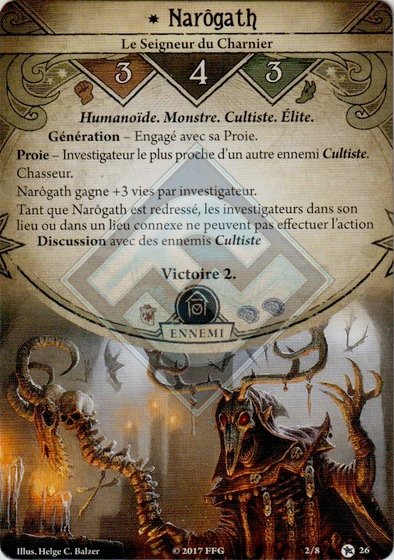 Narôgath
Le Seigneur du Charnier
3 4 3
Humanoïde. Monstre. Cultiste. Élite.
Génération – Engagé avec sa Proie.
Proie – Investigateur le plus proche d'un autre ennemi Cultiste.
Chasseur.
Narôgath gagne +3 vies par investigateur.
Tant que Narôgath est redressé, les investigateurs dans son
lieu ou dans un lieu connexe ne peuvent pas effectuer l'action
Discussion avec des ennemis Cultiste
Victoire 2.
ENNEMI
Illus. Helge C. Balzer
© 2017 FFG
2/8
26